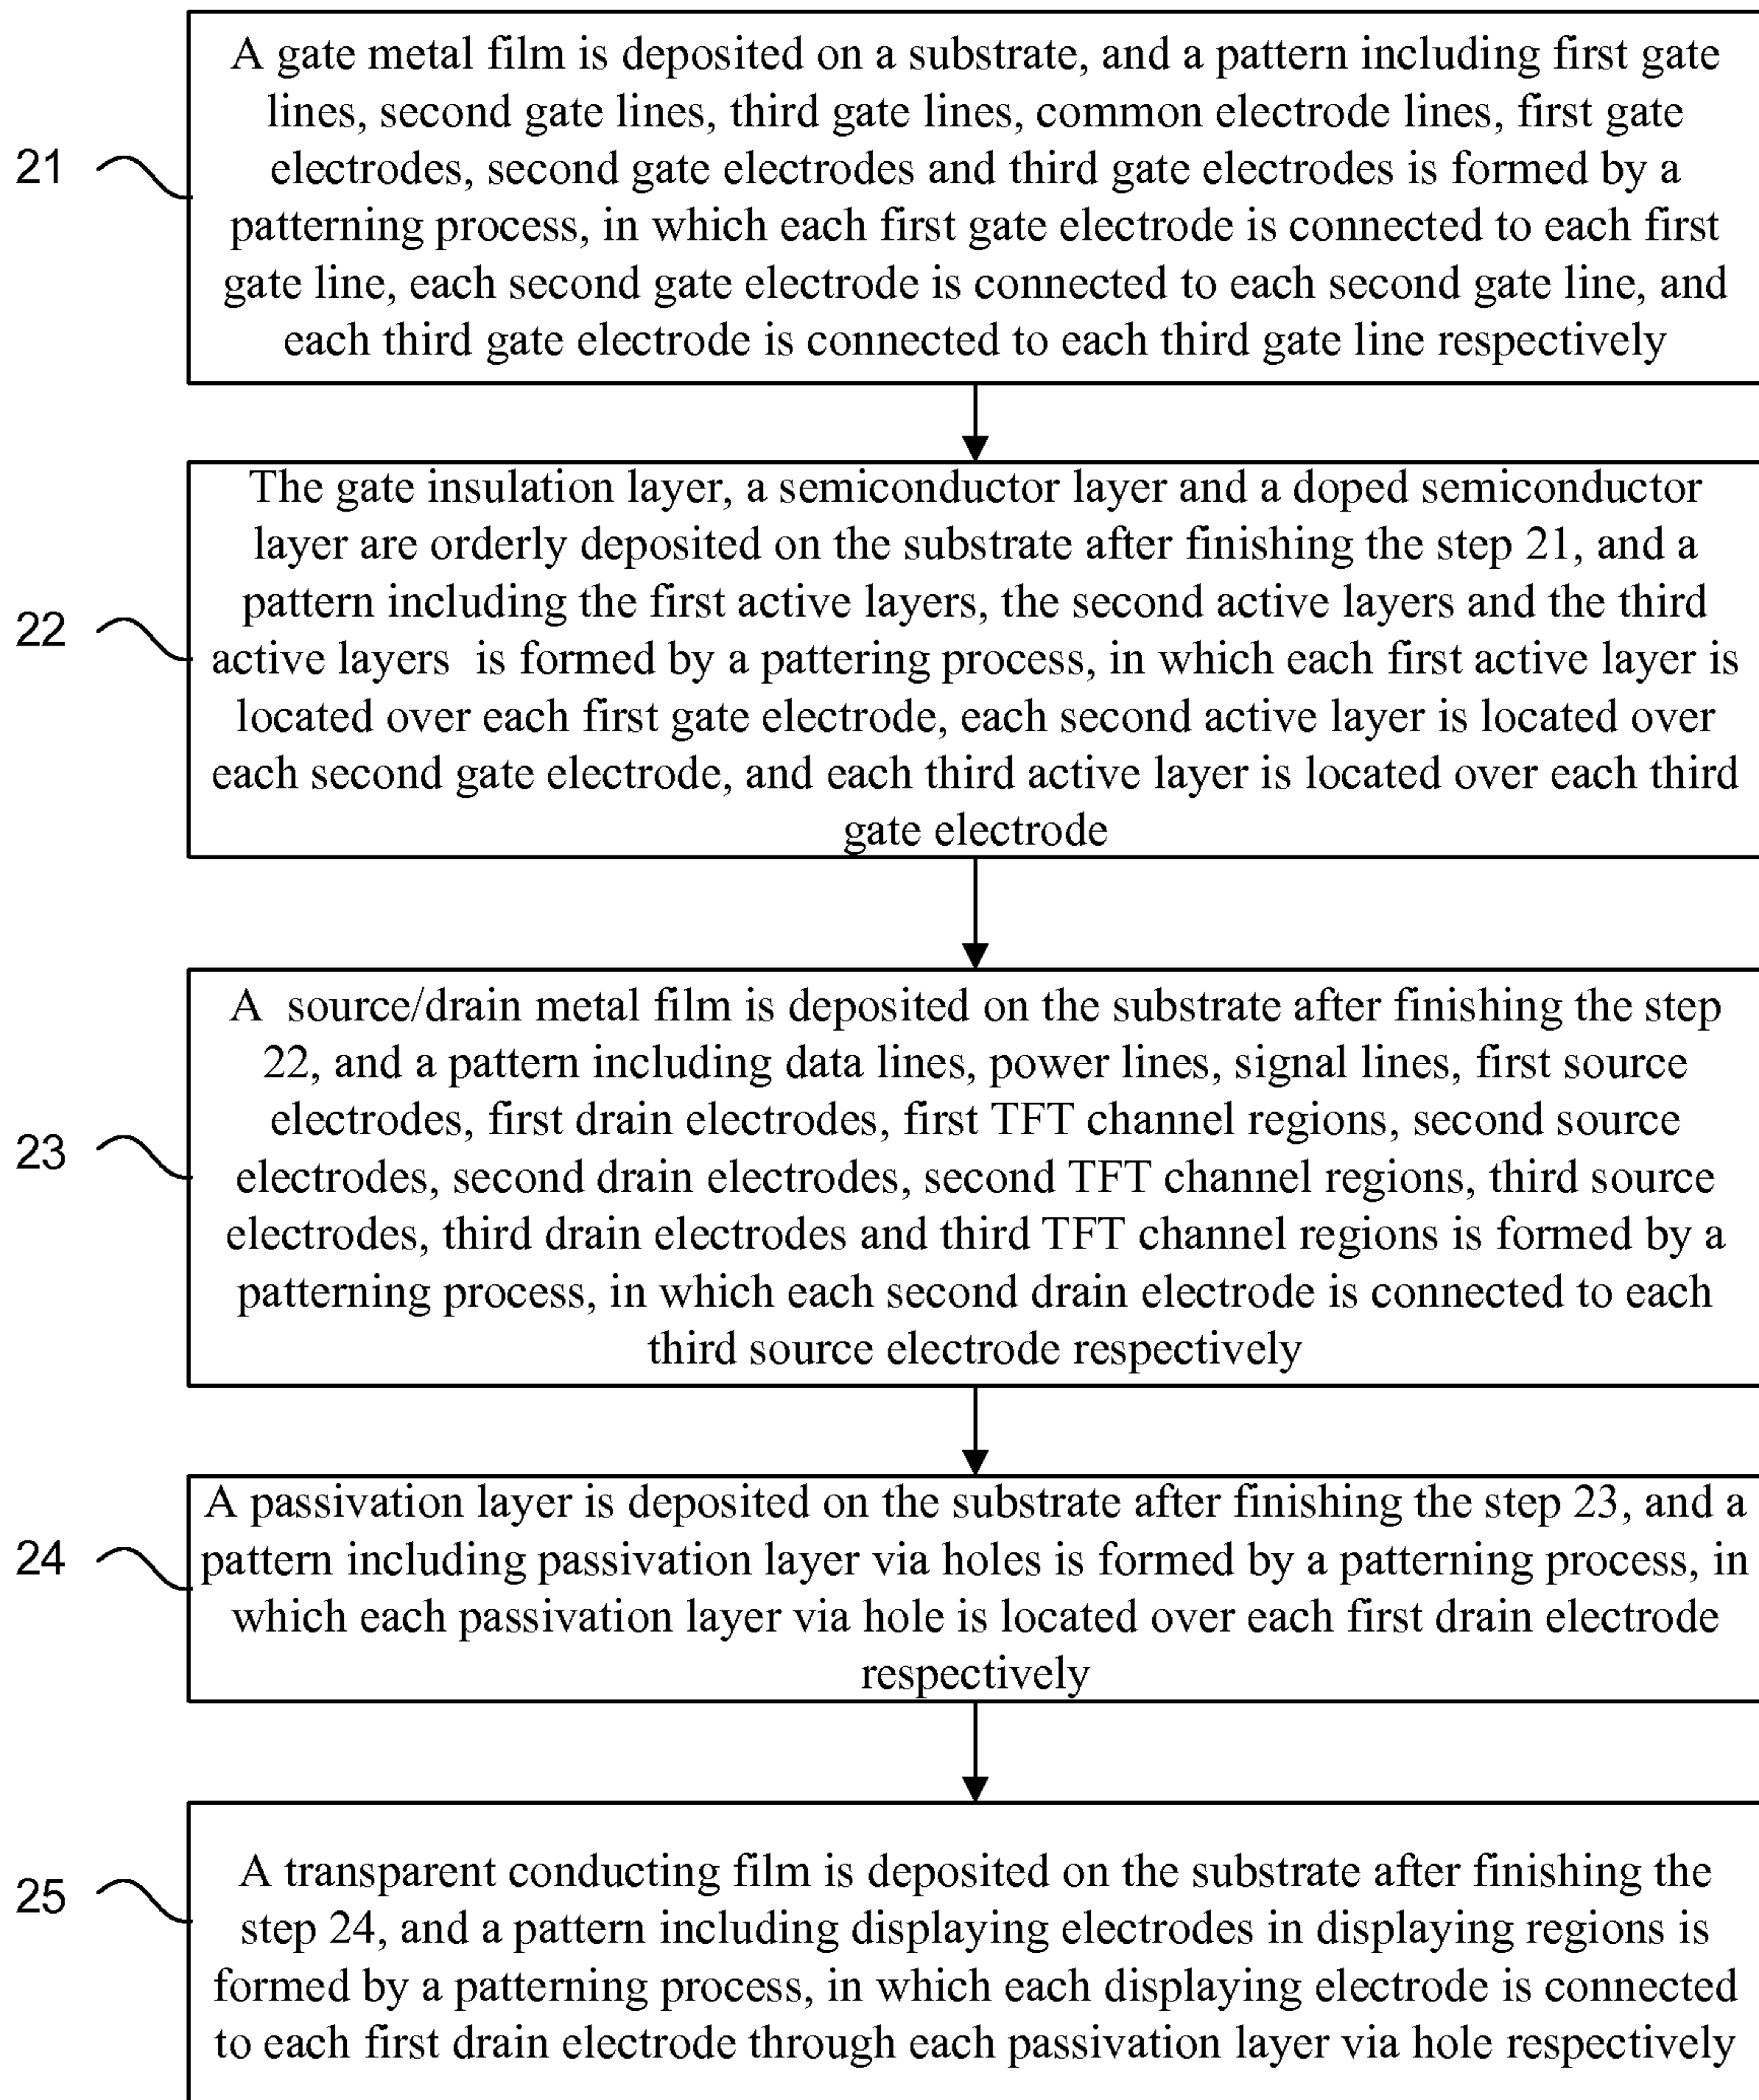 A gate metal film is deposited on a substrate, and a pattern including first gate
lines, second gate lines, third gate lines, common electrode lines, first gate
electrodes, second gate electrodes and third gate electrodes is formed by a
patterning process, in which each first gate electrode is connected to each first
gate line, each second gate electrode is connected to each second gate line, and
each third gate electrode is connected to each third gate line respectively
21
The gate insulation layer, a semiconductor layer and a doped semiconductor
layer are orderly deposited on the substrate after finishing the step 21, and a
pattern including the first active layers, the second active layers and the third
active layers is formed by a pattering process, in which each first active layer is
located over each first gate electrode, each second active layer is located over
each second gate electrode, and each third active layer is located over each third
gate electrode
22
A source/drain metal film is deposited on the substrate after finishing the step
22, and a pattern including data lines, power lines, signal lines, first source
electrodes, first drain electrodes, first TFT channel regions, second source
electrodes, second drain electrodes, second TFT channel regions, third source
electrodes, third drain electrodes and third TFT channel regions is formed by a
patterning process, in which each second drain electrode is connected to each
third source electrode respectively
23
A passivation layer is deposited on the substrate after finishing the step 23, and a
pattern including passivation layer via holes is formed by a patterning process, in
which each passivation layer via hole is located over each first drain electrode
respectively
24
A transparent conducting film is deposited on the substrate after finishing the
step 24, and a pattern including displaying electrodes in displaying regions is
formed by a patterning process, in which each displaying electrode is connected
to each first drain electrode through each passivation layer via hole respectively
25